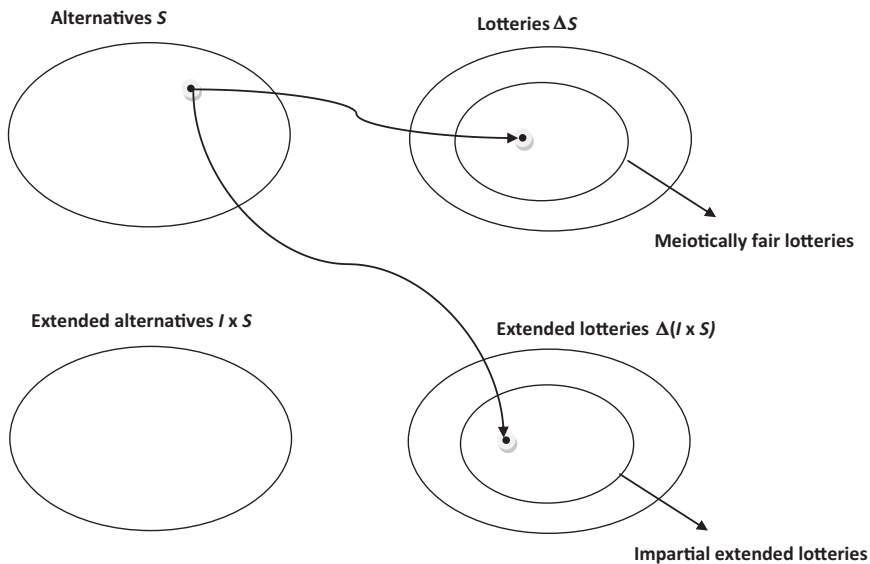 Alternatives S
Lotteries ΔS
Meiotically fair lotteries
Extended alternatives I x S
Extended lotteries Δ(I x S)
Impartial extended lotteries